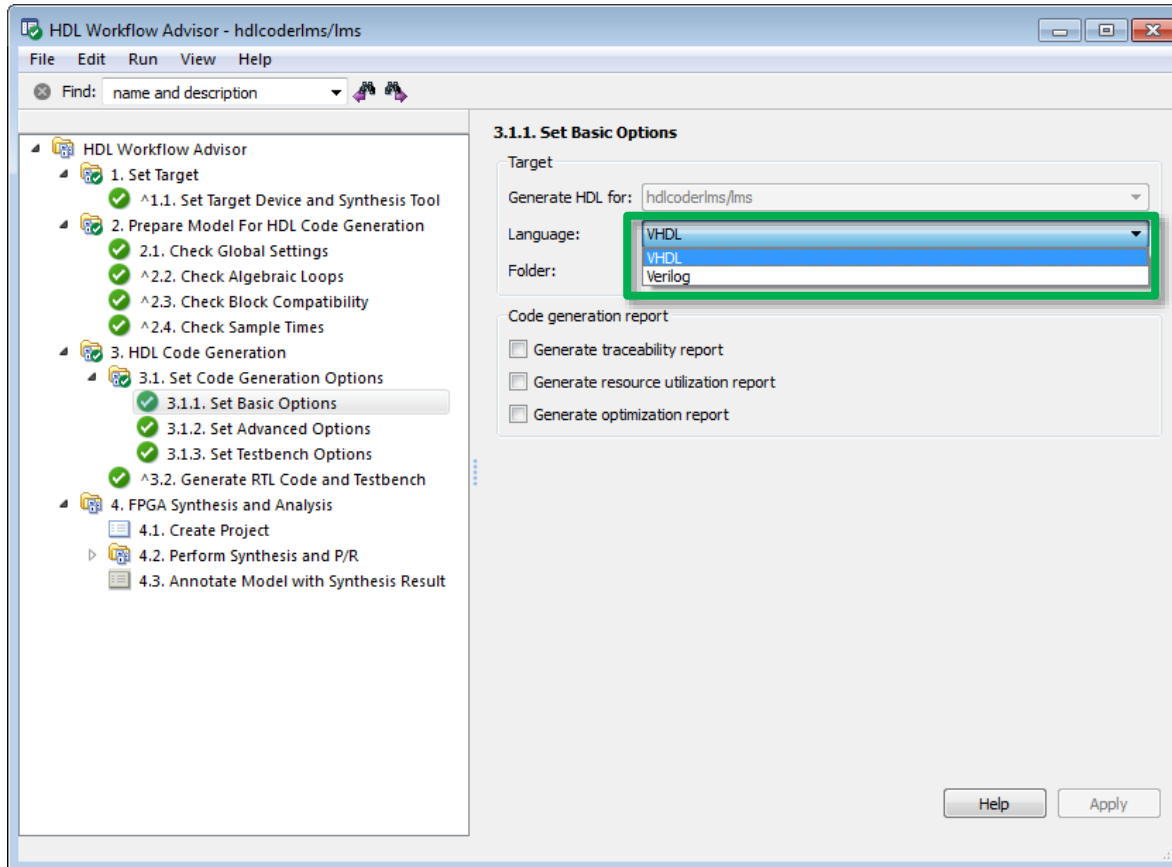 HDL Workflow Advisor - hdlcoderlms/lms
File Edit Run View Help
Find: name and description
HDL Workflow Advisor
1. Set Target
^1.1. Set Target Device and Synthesis Tool
2. Prepare Model For HDL Code Generation
2.1. Check Global Settings
^2.2. Check Algebraic Loops
^2.3. Check Block Compatibility
^2.4. Check Sample Times
3. HDL Code Generation
3.1. Set Code Generation Options
3.1.1. Set Basic Options
3.1.2. Set Advanced Options
3.1.3. Set Testbench Options
^3.2. Generate RTL Code and Testbench
4. FPGA Synthesis and Analysis
4.1. Create Project
4.2. Perform Synthesis and P/R
4.3. Annotate Model with Synthesis Result
3.1.1. Set Basic Options
Target
Generate HDL for: hdlcoderlms/lms
Language: VHDL
VHDL
Folder:
Verilog
Code generation report
Generate traceability report
Generate resource utilization report
Generate optimization report
Help Apply